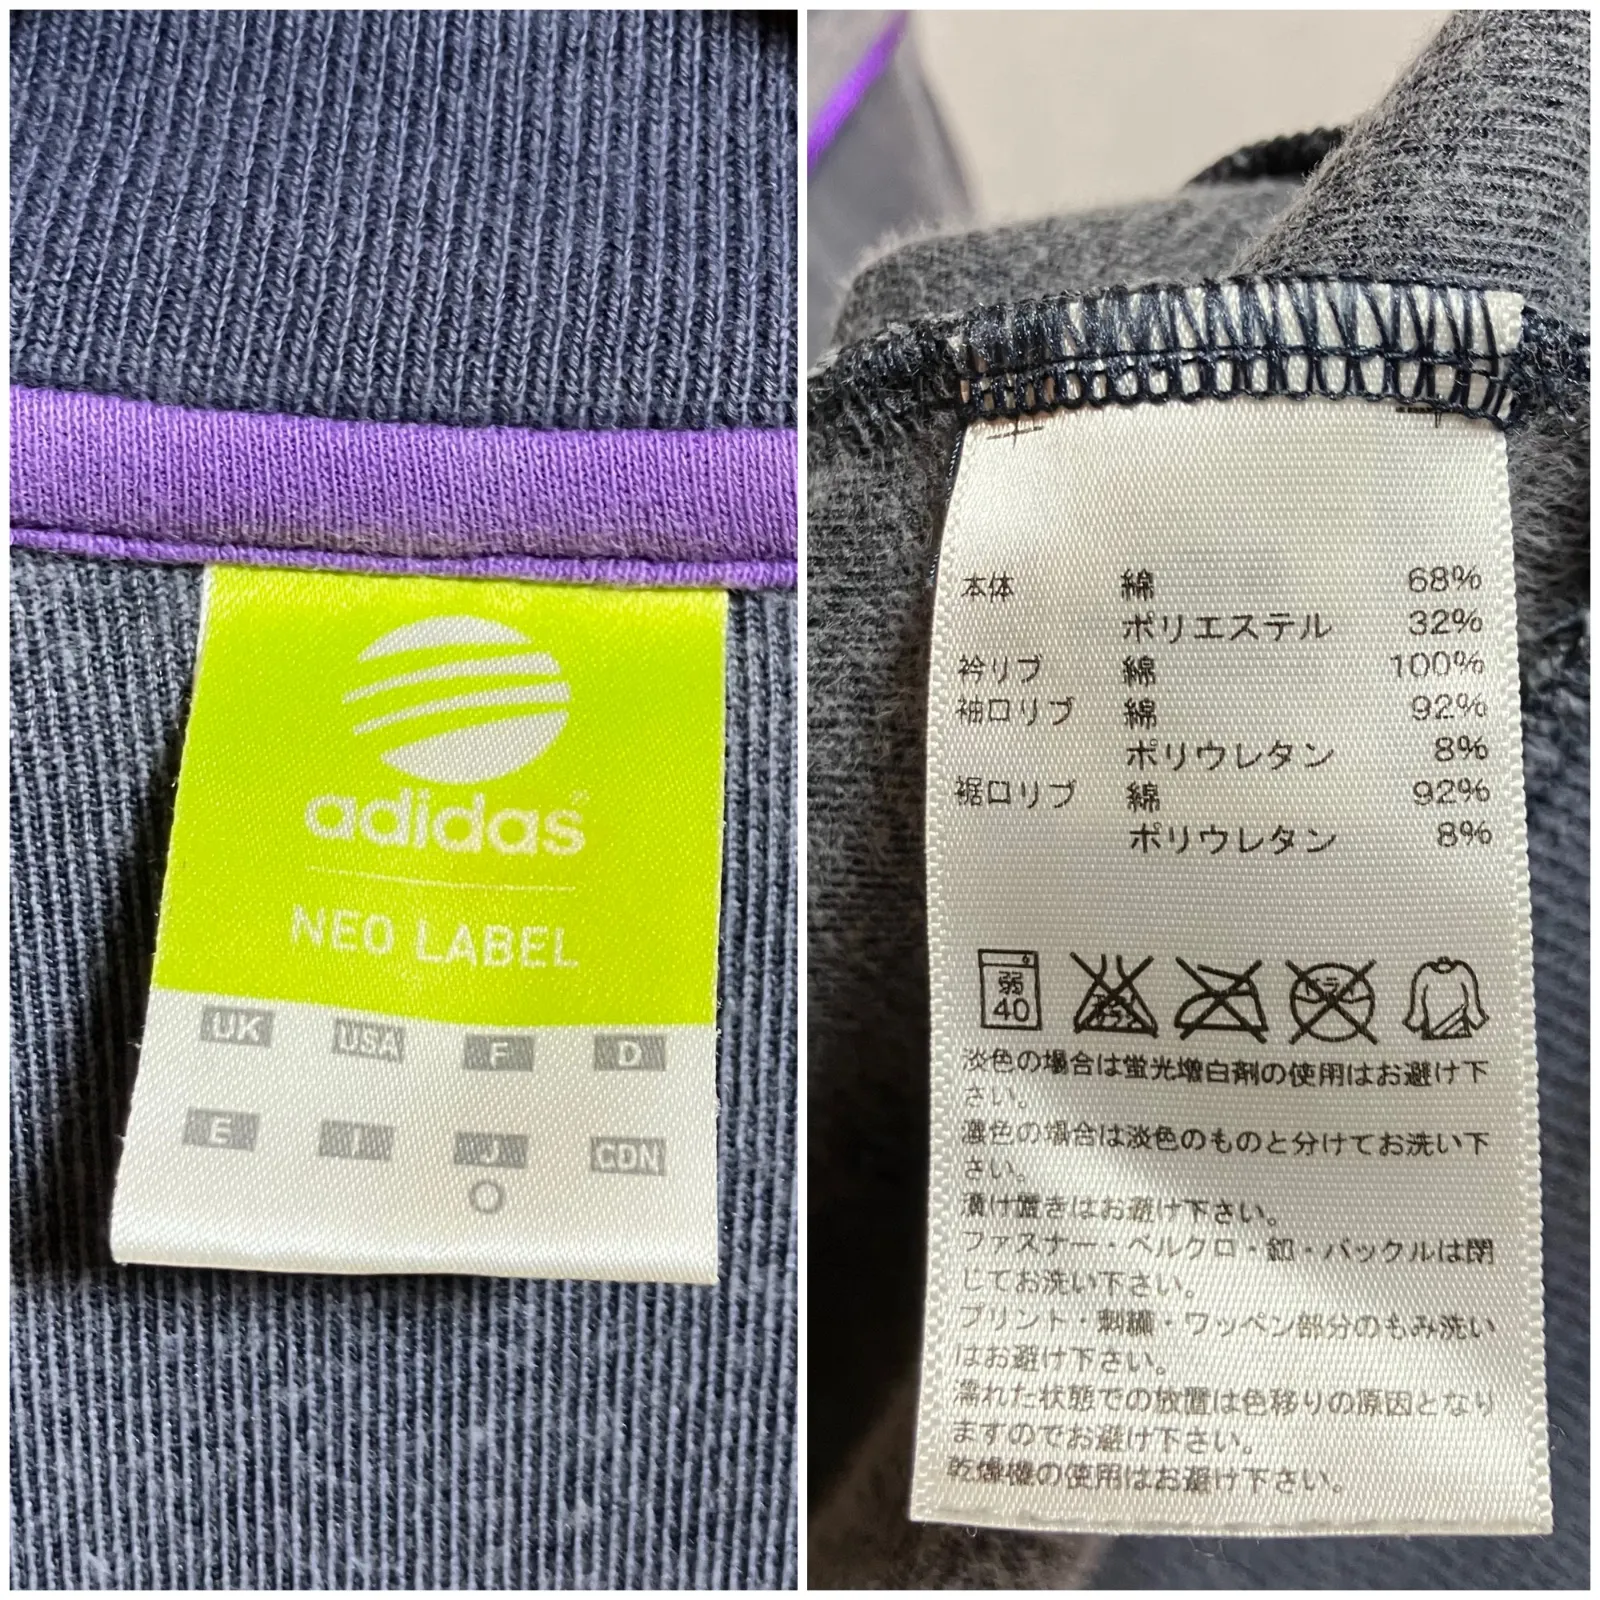 adidas
NEO LABEL
UK USA F D
E I J CDN
O
本体 綿 68%
ポリエステル 32%
衿リブ 綿 100%
袖口リブ 綿 92%
ポリウレタン 8%
裾口リブ 綿 92%
ポリウレタン 8%
弱
40
淡色の場合は蛍光増白剤の使用はお避け下
さい。
濃色の場合は淡色のものと分けてお洗い下
さい。
漬け置きはお避け下さい。
ファスナー・ベルクロ・釦・バックルは閉
じてお洗い下さい。
プリント・刺繍・ワッペン部分のもみ洗い
はお避け下さい。
濡れた状態での放置は色移りの原因となり
ますのでお避け下さい。
乾燥機の使用はお避け下さい。